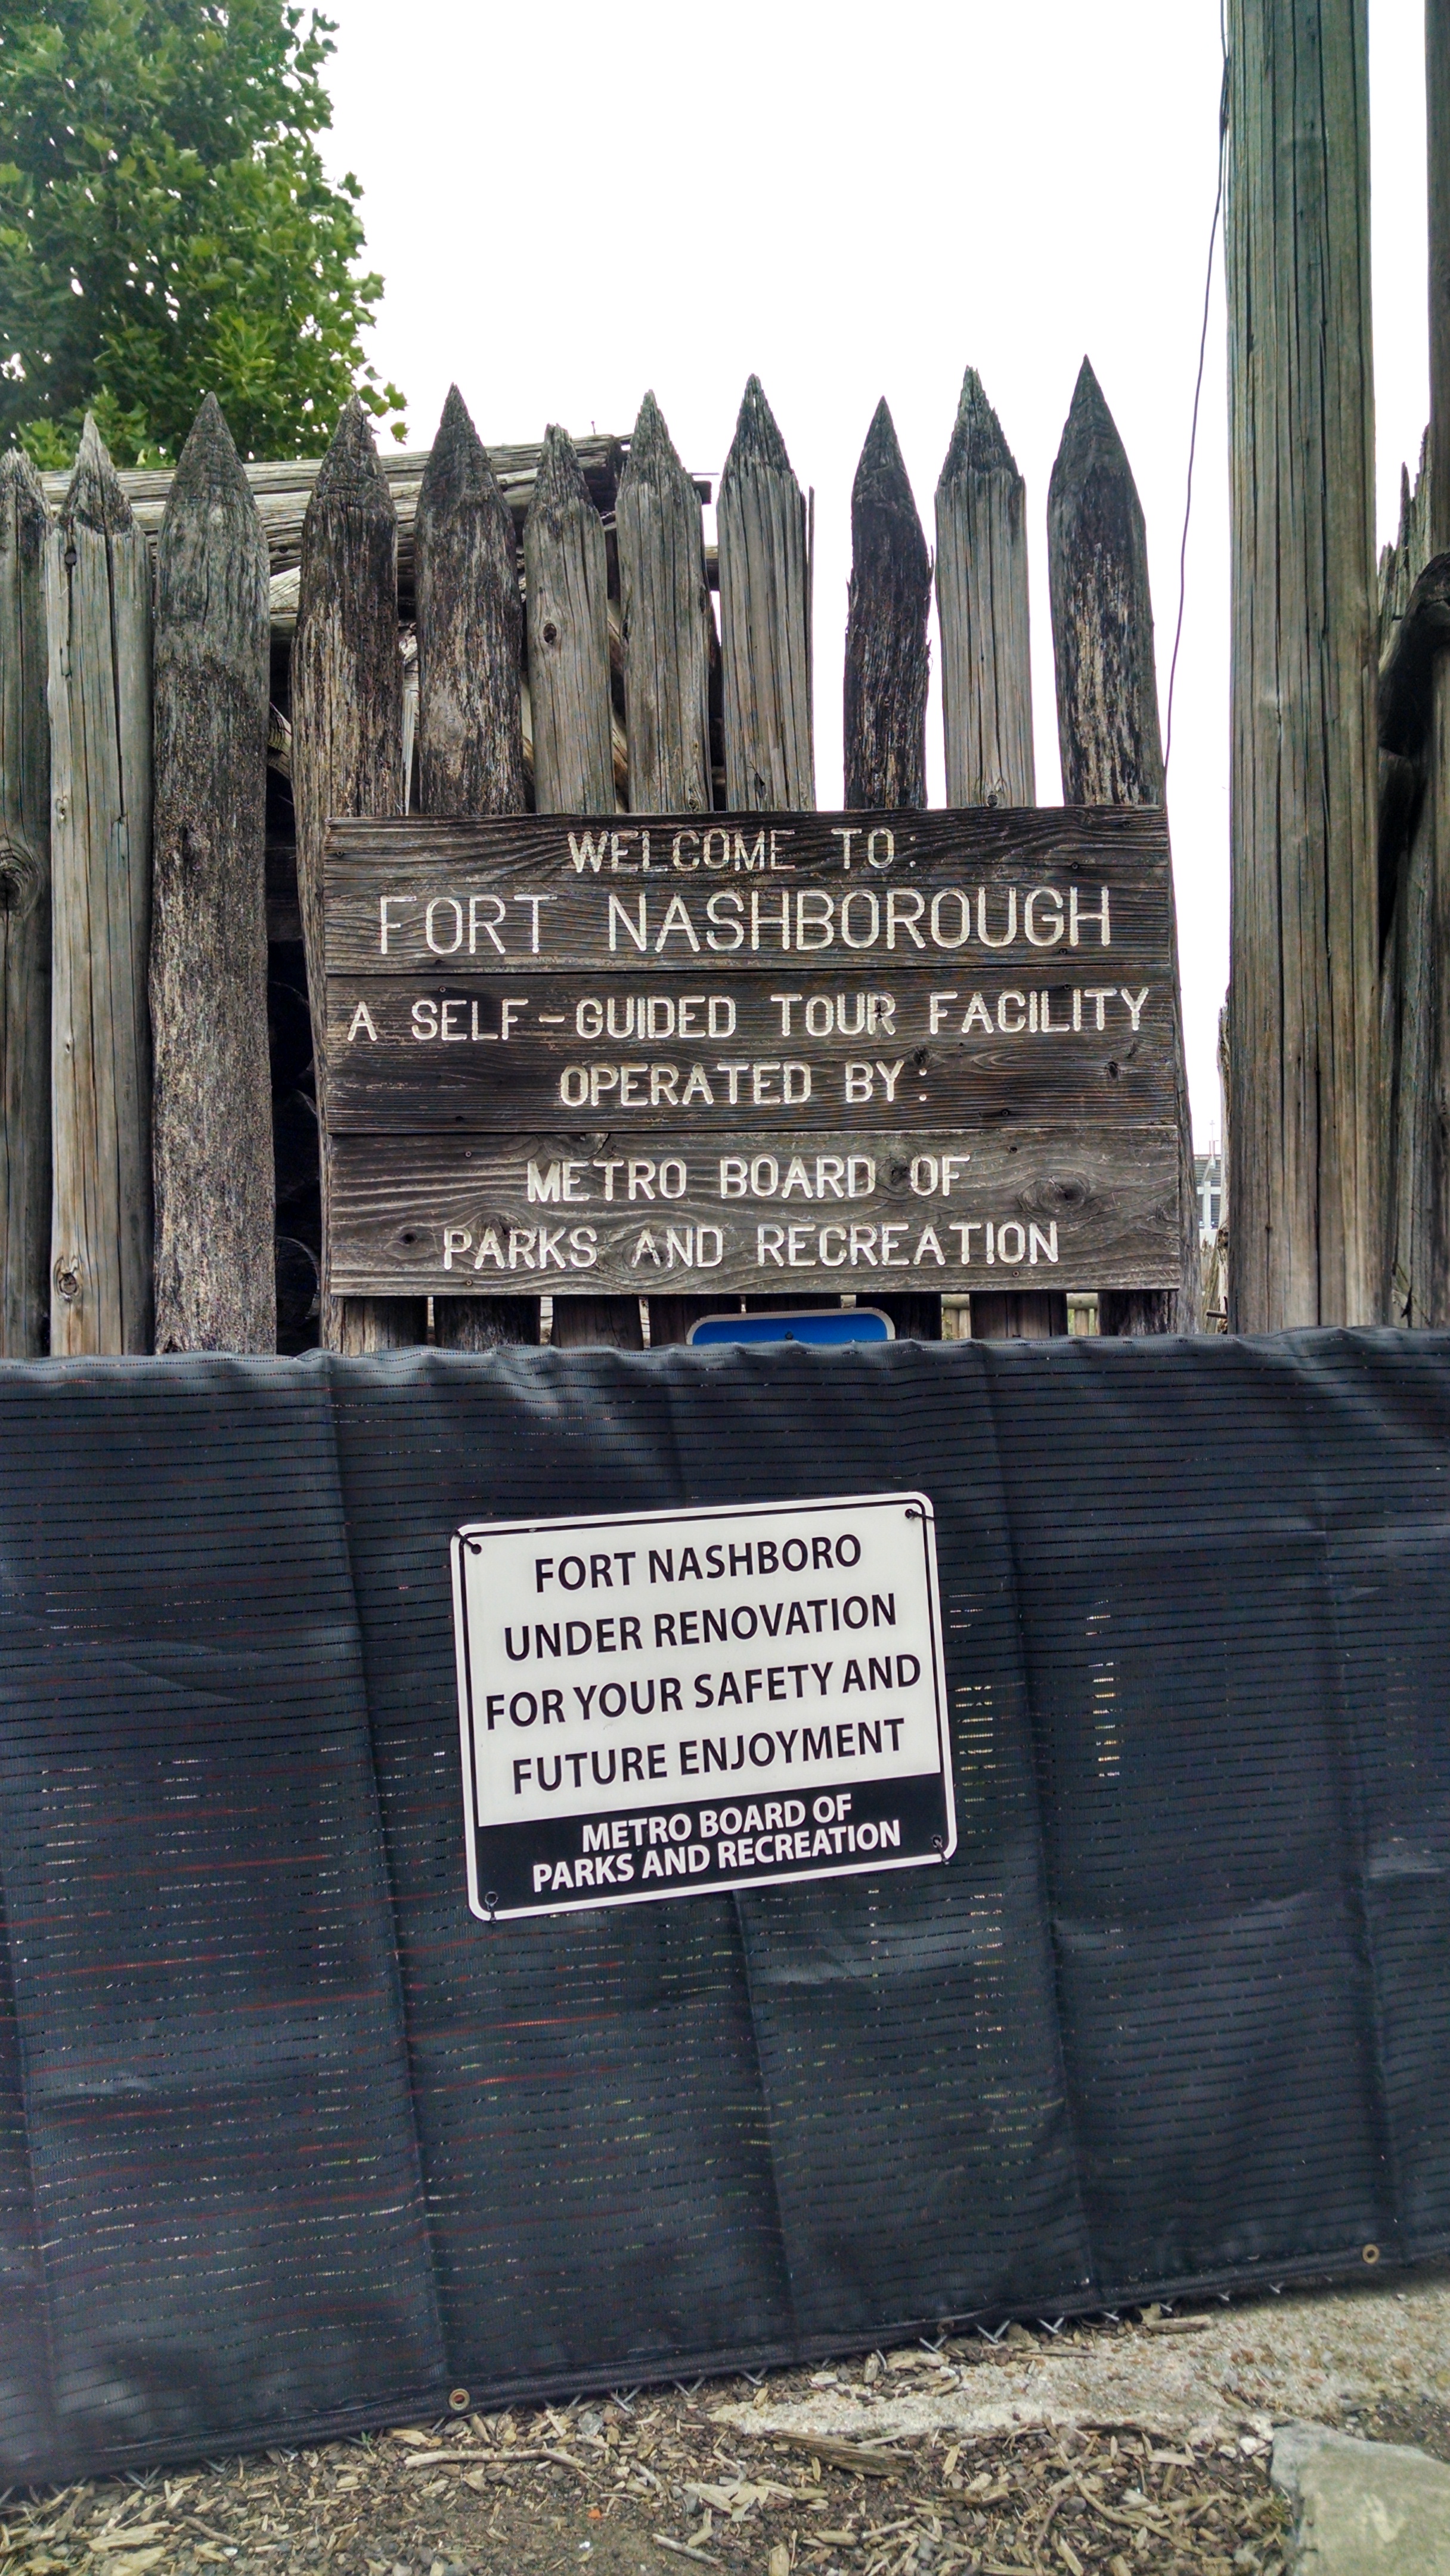 WELCOME TO:
FORT NASHBOROUGH
A SELF-GUIDED TOUR FACILITY
OPERATED BY:
METRO BOARD OF
PARKS AND RECREATION
FORT NASHBORO
UNDER RENOVATION
FOR YOUR SAFETY AND
FUTURE ENJOYMENT
METRO BOARD OF
PARKS AND RECREATION